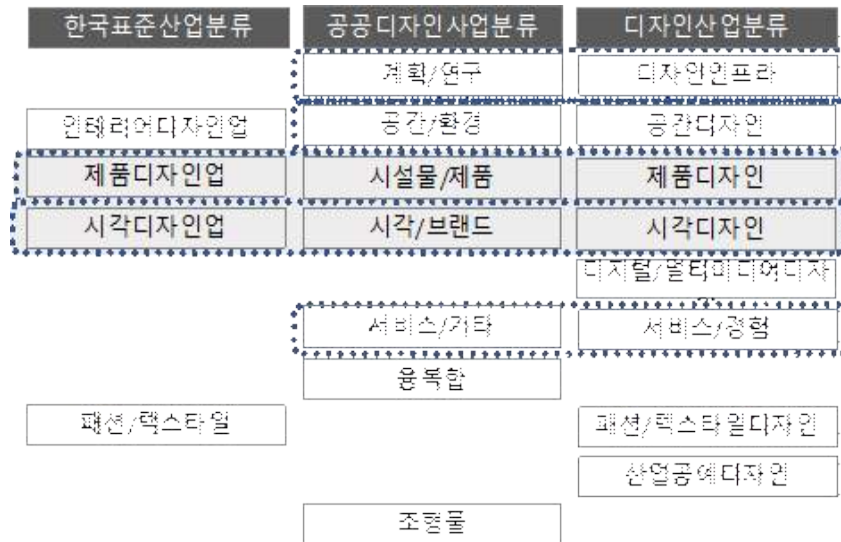 한국표준산업분류 공공디자인사업분류 디자인산업분류
계획/연구 디자인인프라
인테리어디자인업 공간/환경 공간디자인
제품디자인업 시설물/제품 제품디자인
시각디자인업 시각/브랜드 시각디자인
디지털/멀티미디어디자
서비스/기타 서비스/경험
융복합
패션/텍스타일 패션/텍스타일디자인
산업공예디자인
조형물